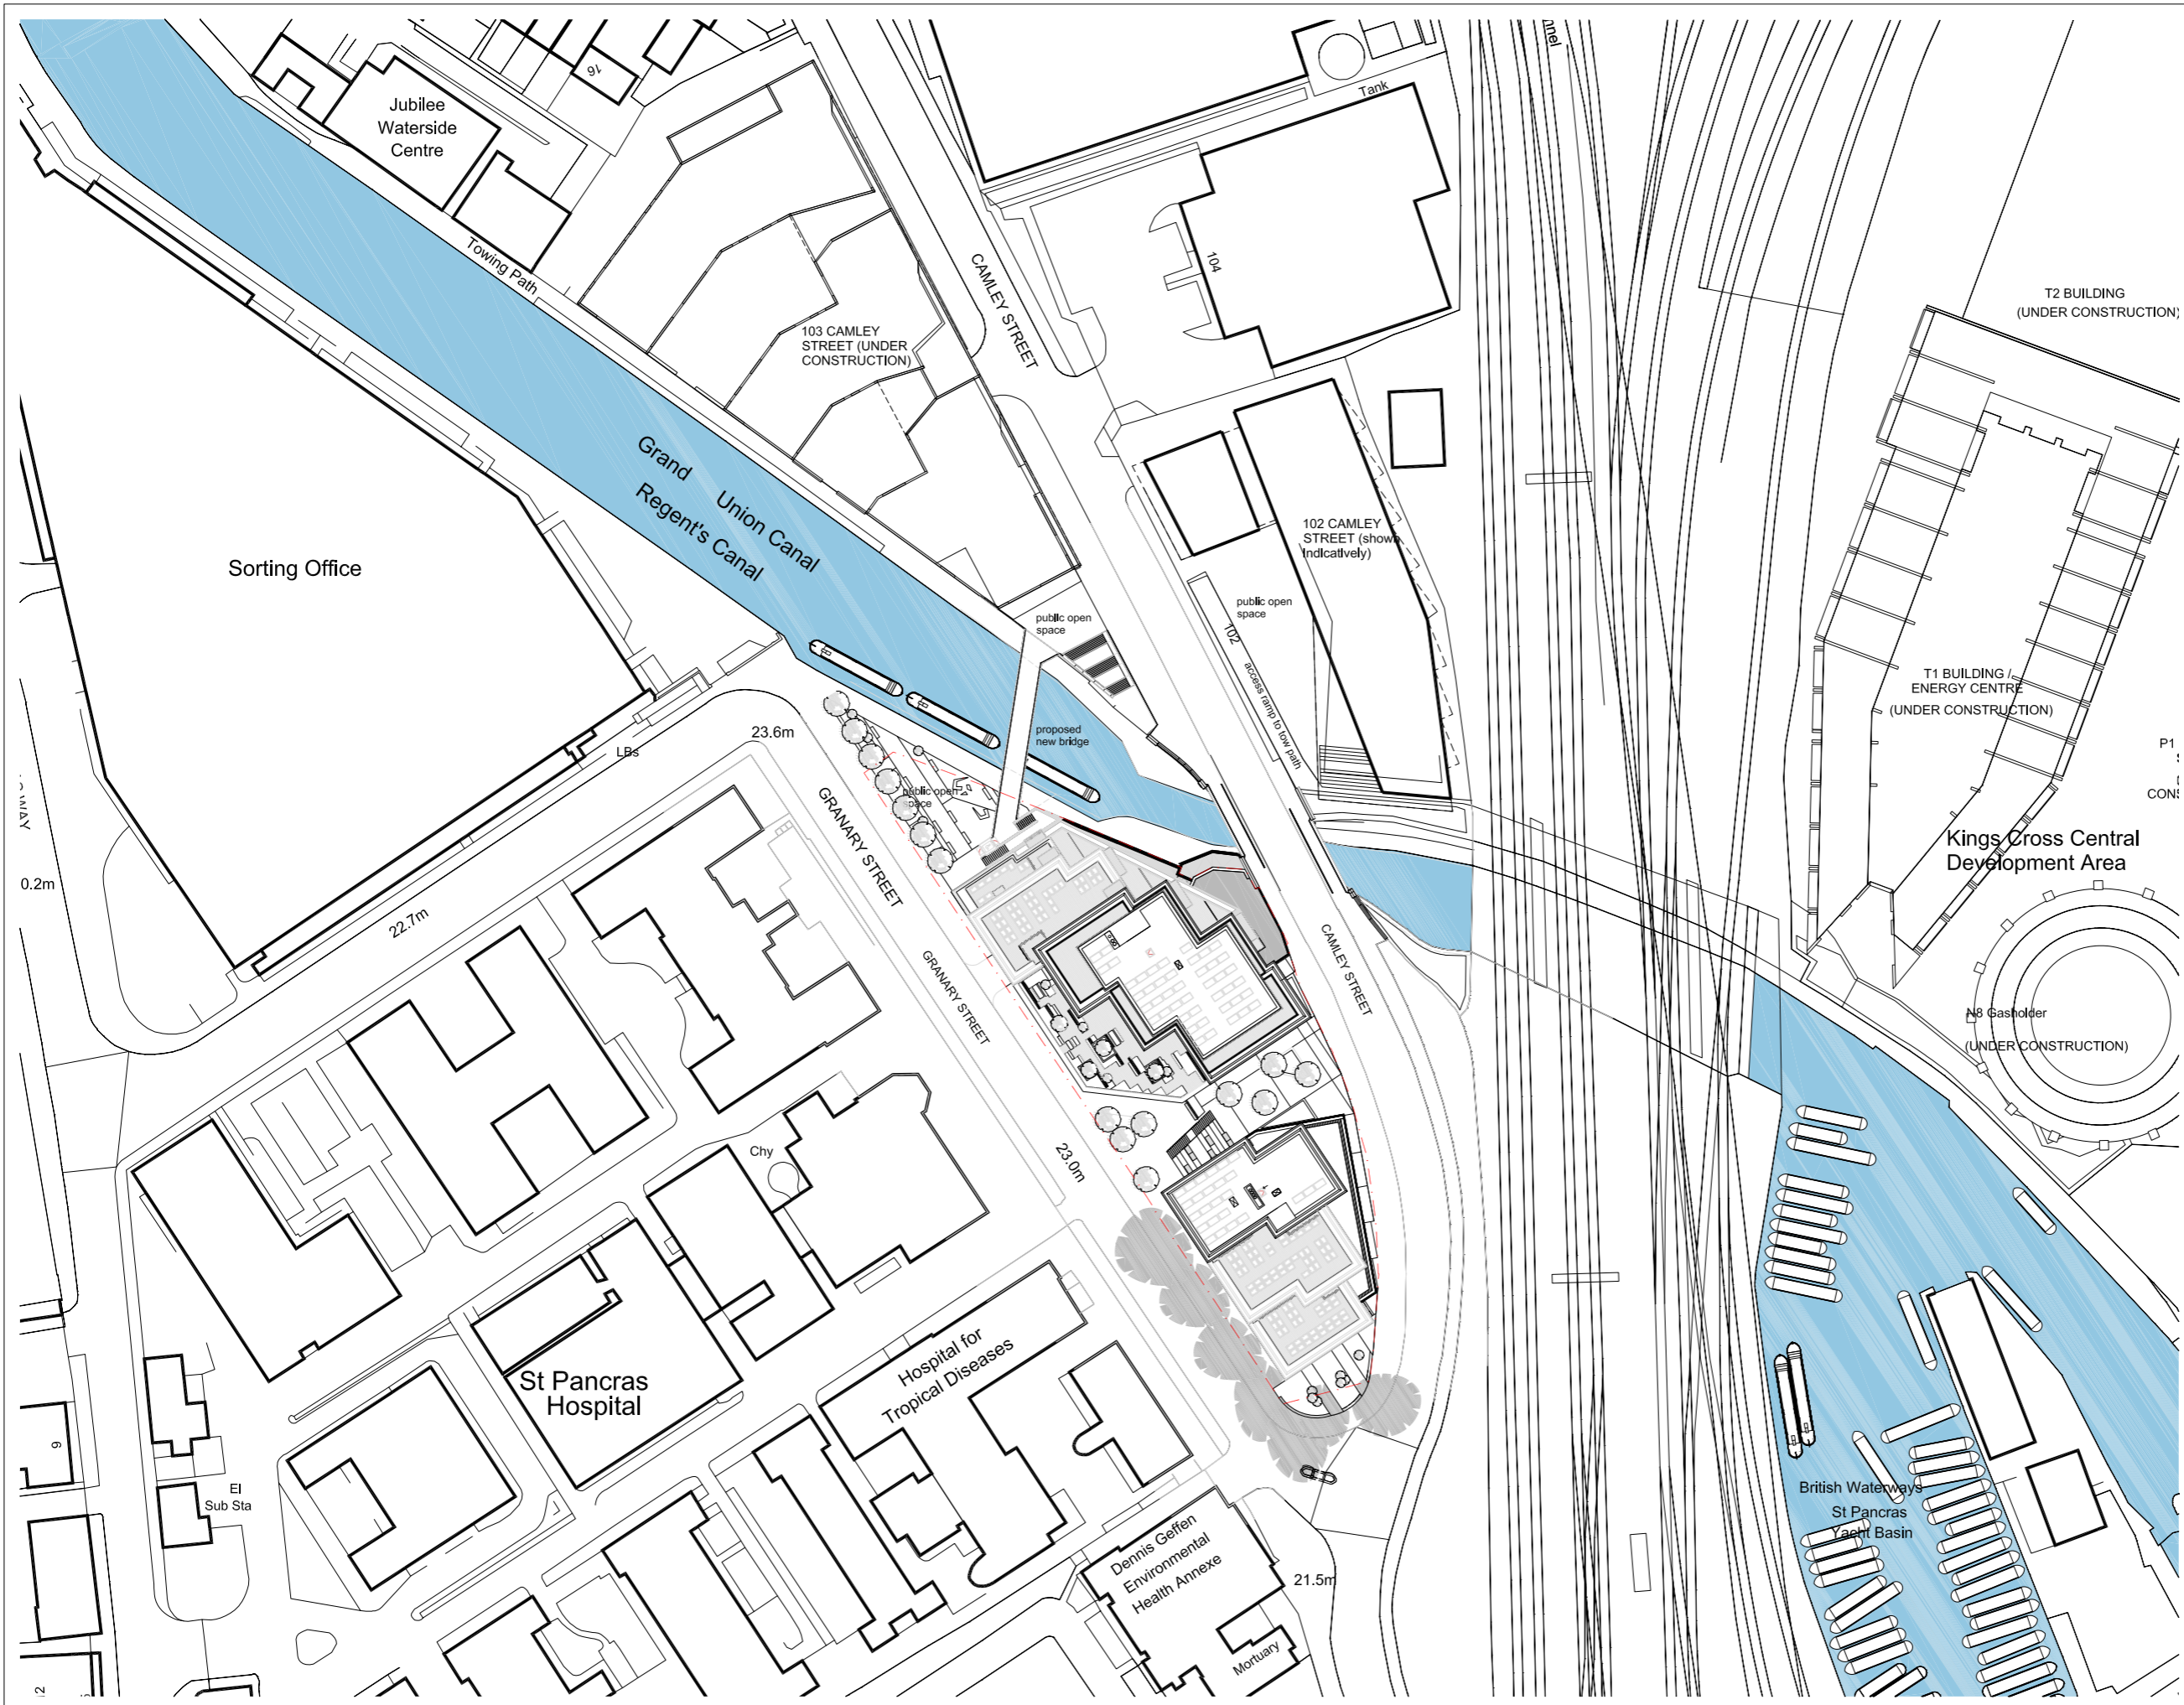 nnel
16
Tank
Jubilee
Waterside
Centre
Towing Path
CAMLEY STREET
104
T2 BUILDING
(UNDER CONSTRUCTION)
103 CAMLEY
STREET (UNDER
CONSTRUCTION)
Grand Union Canal
Regent's Canal
102 CAMLEY
STREET (shown
indicatively)
Sorting Office
public open
space
public open
space
102
access ramp to tow path
T1 BUILDING /
ENERGY CENTRE
(UNDER CONSTRUCTION)
proposed
new bridge
23.6m
LBs
P1
public open
space
GRANARY STREET
WAY
Kings Cross Central
Development Area
0.2m
22.7m
GRANARY STREET
CAMLEY STREET
N8 Gasholder
(UNDER CONSTRUCTION)
Chy
23.0m
Hospital for
Tropical Diseases
St Pancras
Hospital
9
El
Sub Sta
British Waterways
St Pancras
Yacht Basin
Dennis Geffen
Environmental
Health Annexe
21.5m
Mortuary